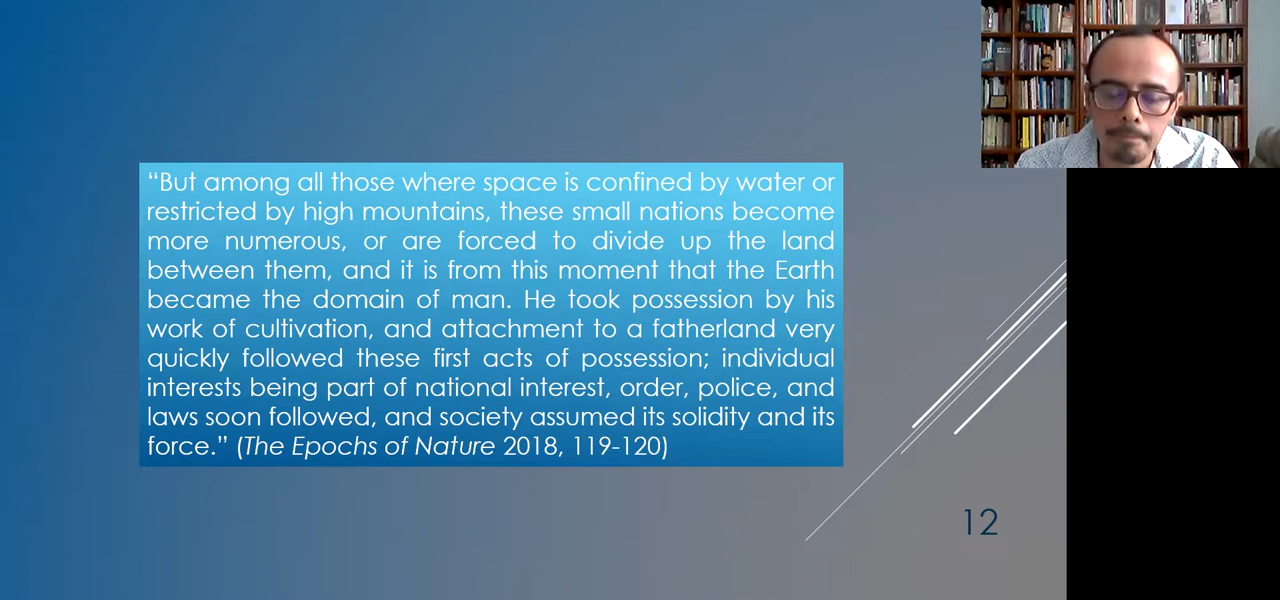 “But among all those where space is confined by water or
restricted by high mountains, these small nations become
more numerous, or are forced to divide up the land
between them, and it is from this moment that the Earth
became the domain of man. He took possession by his
work of cultivation, and attachment to a fatherland very
quickly followed these first acts of possession; individual
interests being part of national interest, order, police, and
laws soon followed, and society assumed its solidity and its
force.” (The Epochs of Nature 2018, 119-120)
12